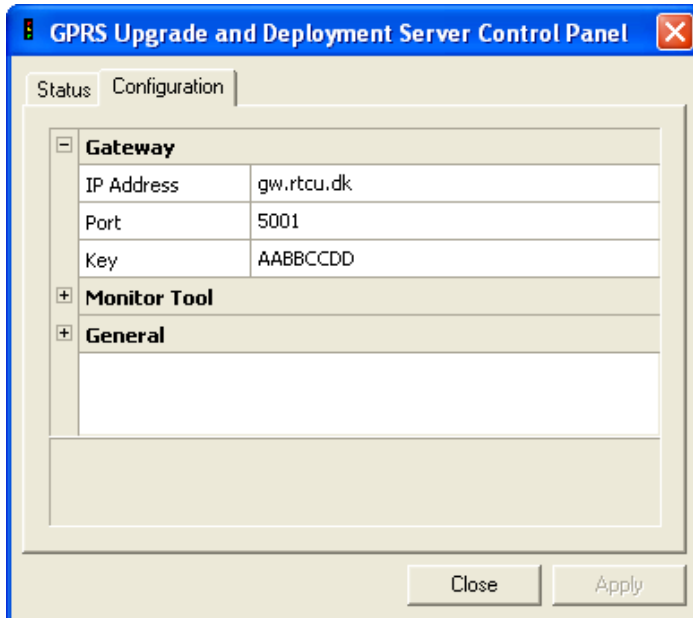 GPRS Upgrade and Deployment Server Control Panel
Status Configuration
Gateway
IP Address gw.rtcu.dk
Port 5001
Key AABBCCDD
Monitor Tool
General
Close Apply